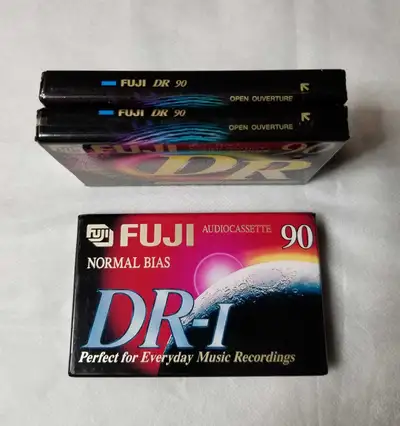 FUJI DR 90
OPEN OUVERTURE
FUJI DR 90
OPEN OUVERTURE
FUJI 90
DR
FUJI FUJI AUDIOCASSETTE 90
NORMAL BIAS
DR-I
Perfect for Everyday Music Recordings